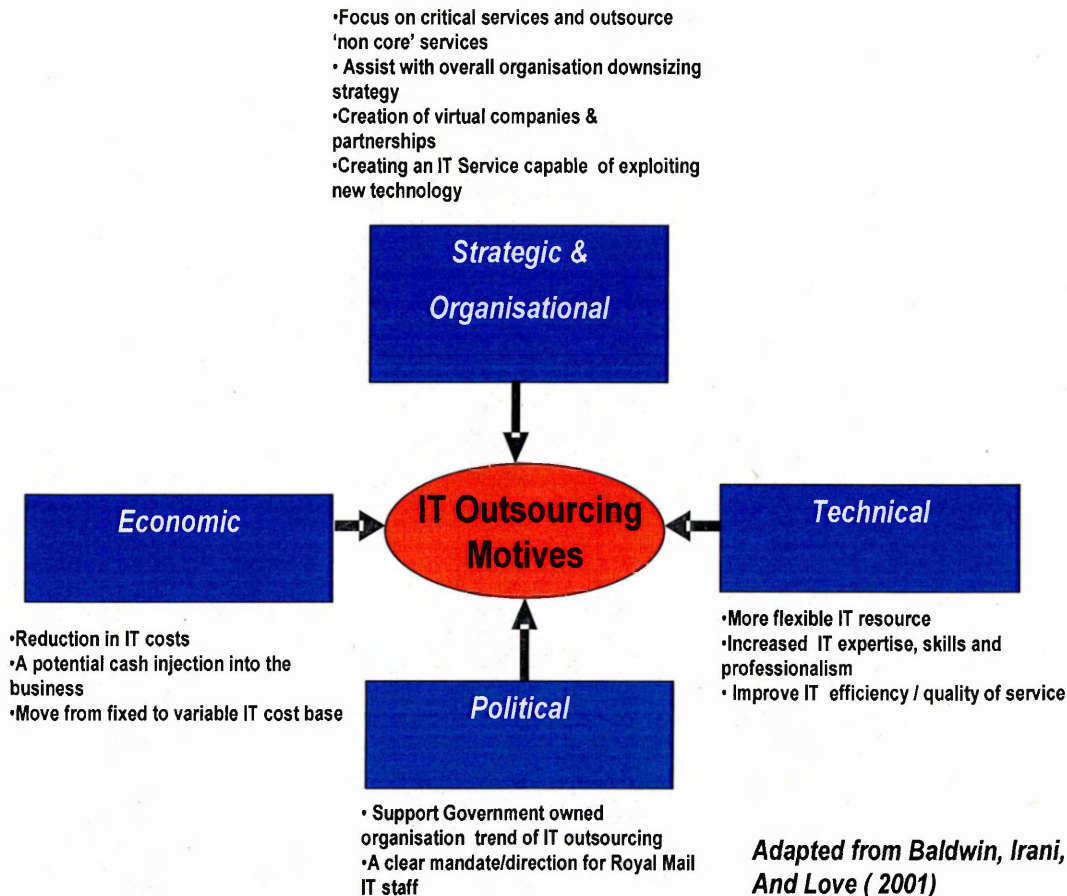 •Focus on critical services and outsource
‘non core’ services
• Assist with overall organisation downsizing
strategy
•Creation of virtual companies &
partnerships
•Creating an IT Service capable of exploiting
new technology
Strategic &
Organisational
Economic
IT Outsourcing
Motives
Technical
•Reduction in IT costs
•A potential cash injection into the
business
•Move from fixed to variable IT cost base
•More flexible IT resource
•Increased IT expertise, skills and
professionalism
• Improve IT efficiency / quality of service
Political
• Support Government owned
organisation trend of IT outsourcing
•A clear mandate/direction for Royal Mail
IT staff
Adapted from Baldwin, Irani,
And Love ( 2001)